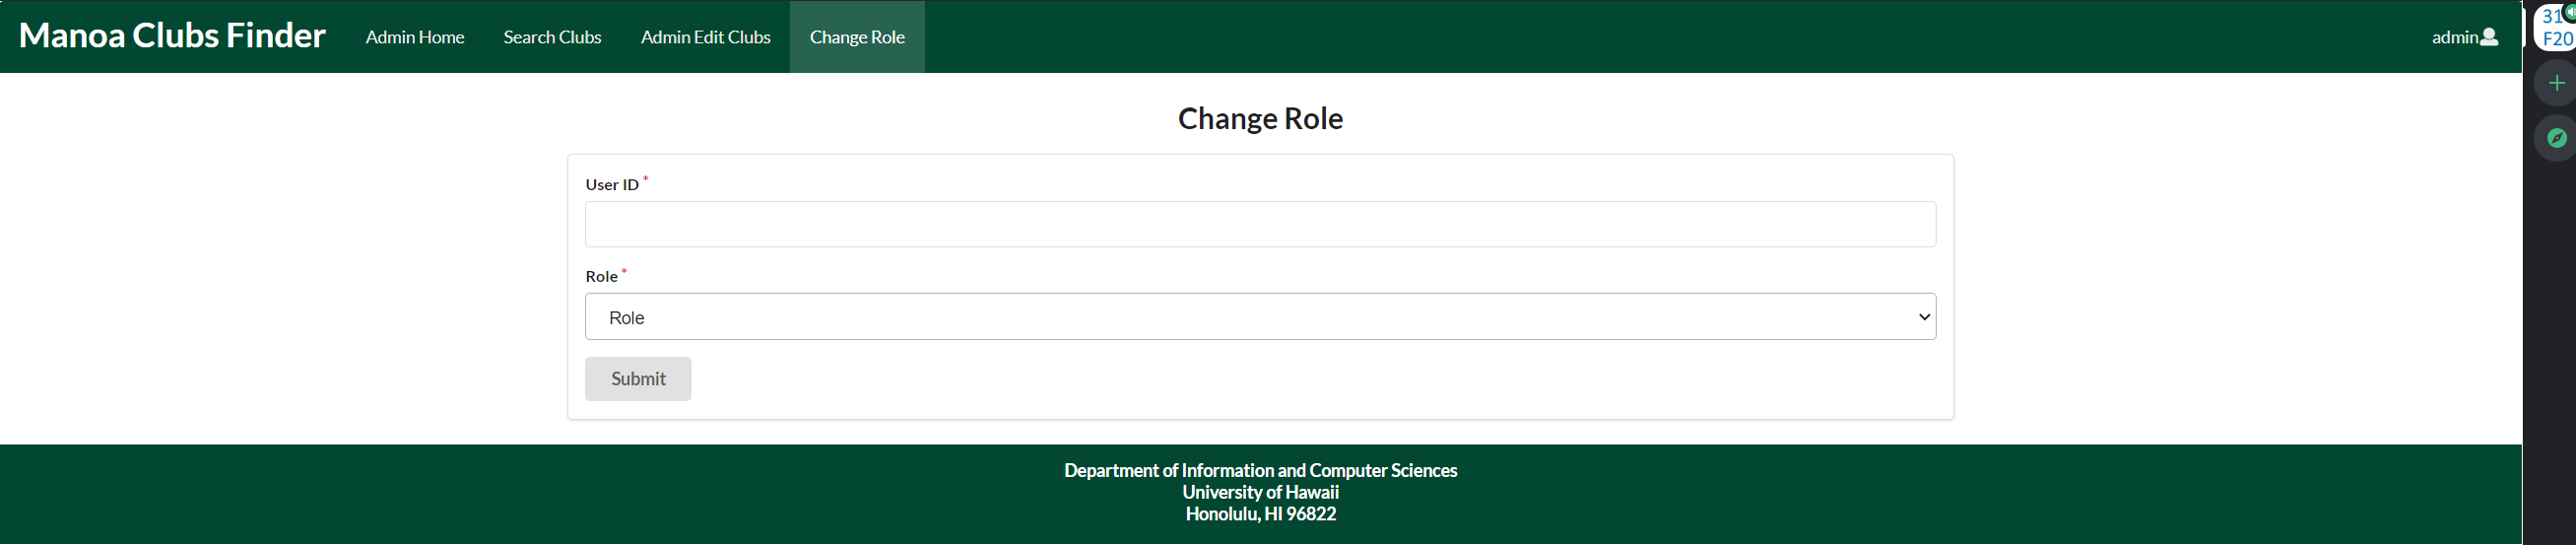 Manoa Clubs Finder Admin Home Search Clubs Admin Edit Clubs Change Role admin
31
F20
Change Role
User ID *
Role *
Role
Submit
Department of Information and Computer Sciences
University of Hawaii
Honolulu, HI 96822